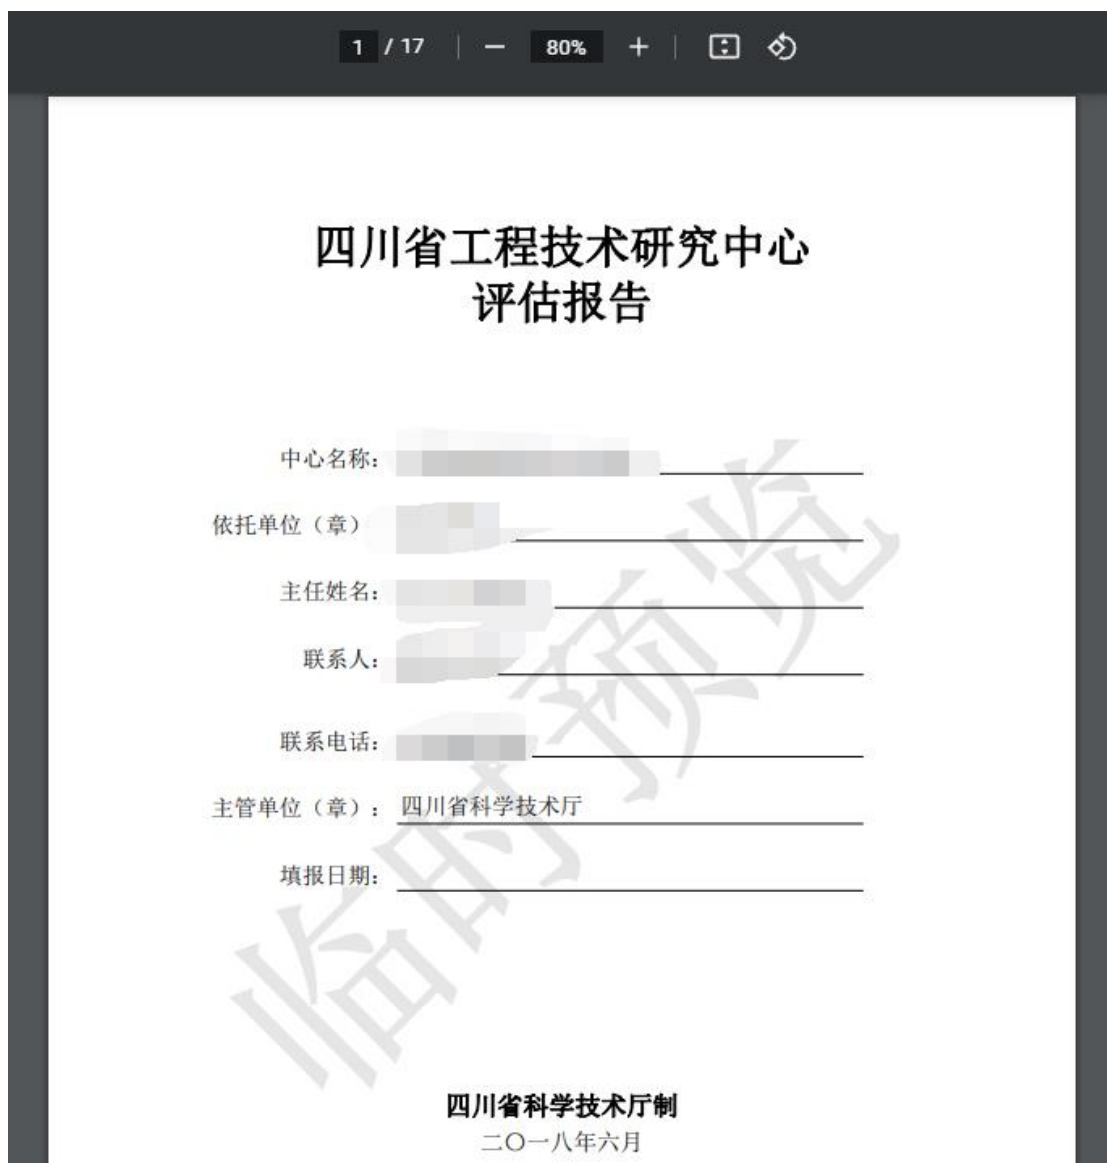 1 / 17 80%
四川省工程技术研究中心
评估报告
中心名称：
依托单位（章）
主任姓名：
联系人：
联系电话：
主管单位（章）：四川省科学技术厅
填报日期：
临时预览
四川省科学技术厅制
二〇一八年六月